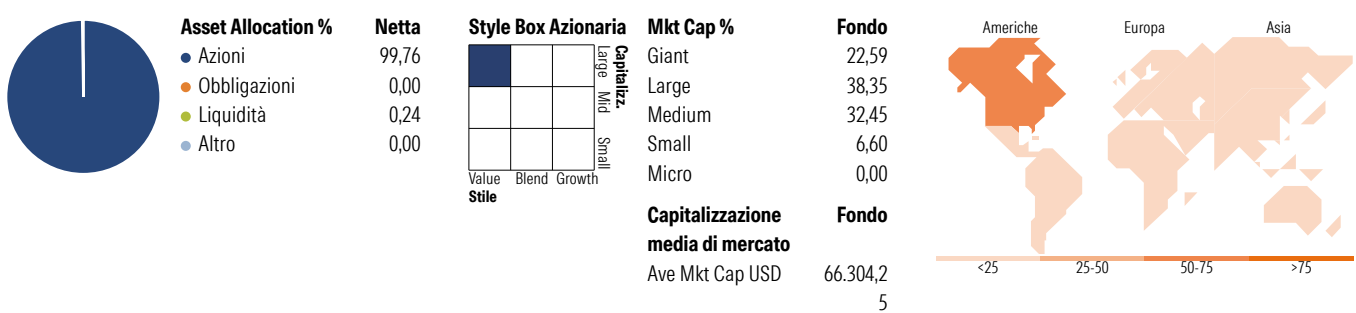 Asset Allocation % Netta
Azioni 99,76
Obbligazioni 0,00
Liquidità 0,24
Altro 0,00
Style Box Azionaria
Large Mid Small
Capitalizz.
Value Blend Growth
Stile
Mkt Cap % Fondo
Giant 22,59
Large 38,35
Medium 32,45
Small 6,60
Micro 0,00
Capitalizzazione Fondo
media di mercato
Ave Mkt Cap USD 66.304,2
5
Americhe Europa Asia
<25 25-50 50-75 >75